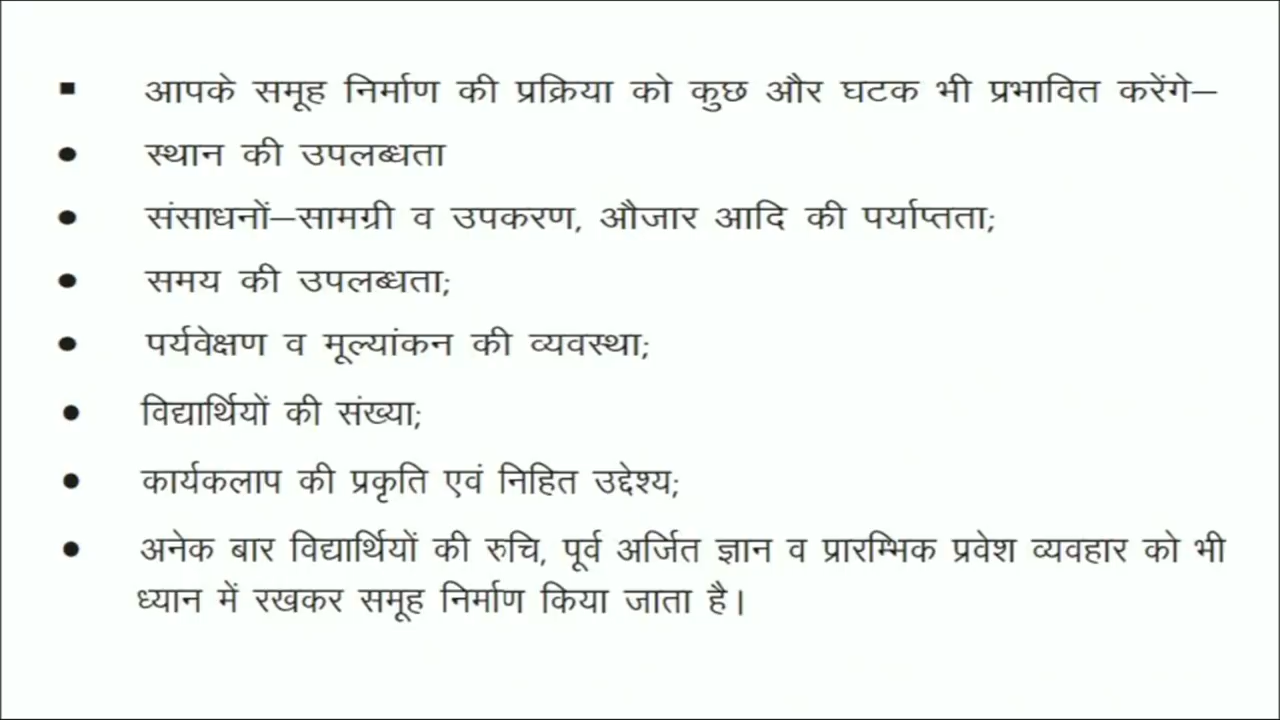 ▪ आपके समूह निर्माण की प्रक्रिया को कुछ और घटक भी प्रभावित करेंगे–
• स्थान की उपलब्धता
• संसाधनों–सामग्री व उपकरण, औजार आदि की पर्याप्तता;
• समय की उपलब्धता;
• पर्यवेक्षण व मूल्यांकन की व्यवस्था;
• विद्यार्थियों की संख्या;
• कार्यकलाप की प्रकृति एवं निहित उद्देश्य;
• अनेक बार विद्यार्थियों की रुचि, पूर्व अर्जित ज्ञान व प्रारम्भिक प्रवेश व्यवहार को भी
ध्यान में रखकर समूह निर्माण किया जाता है।